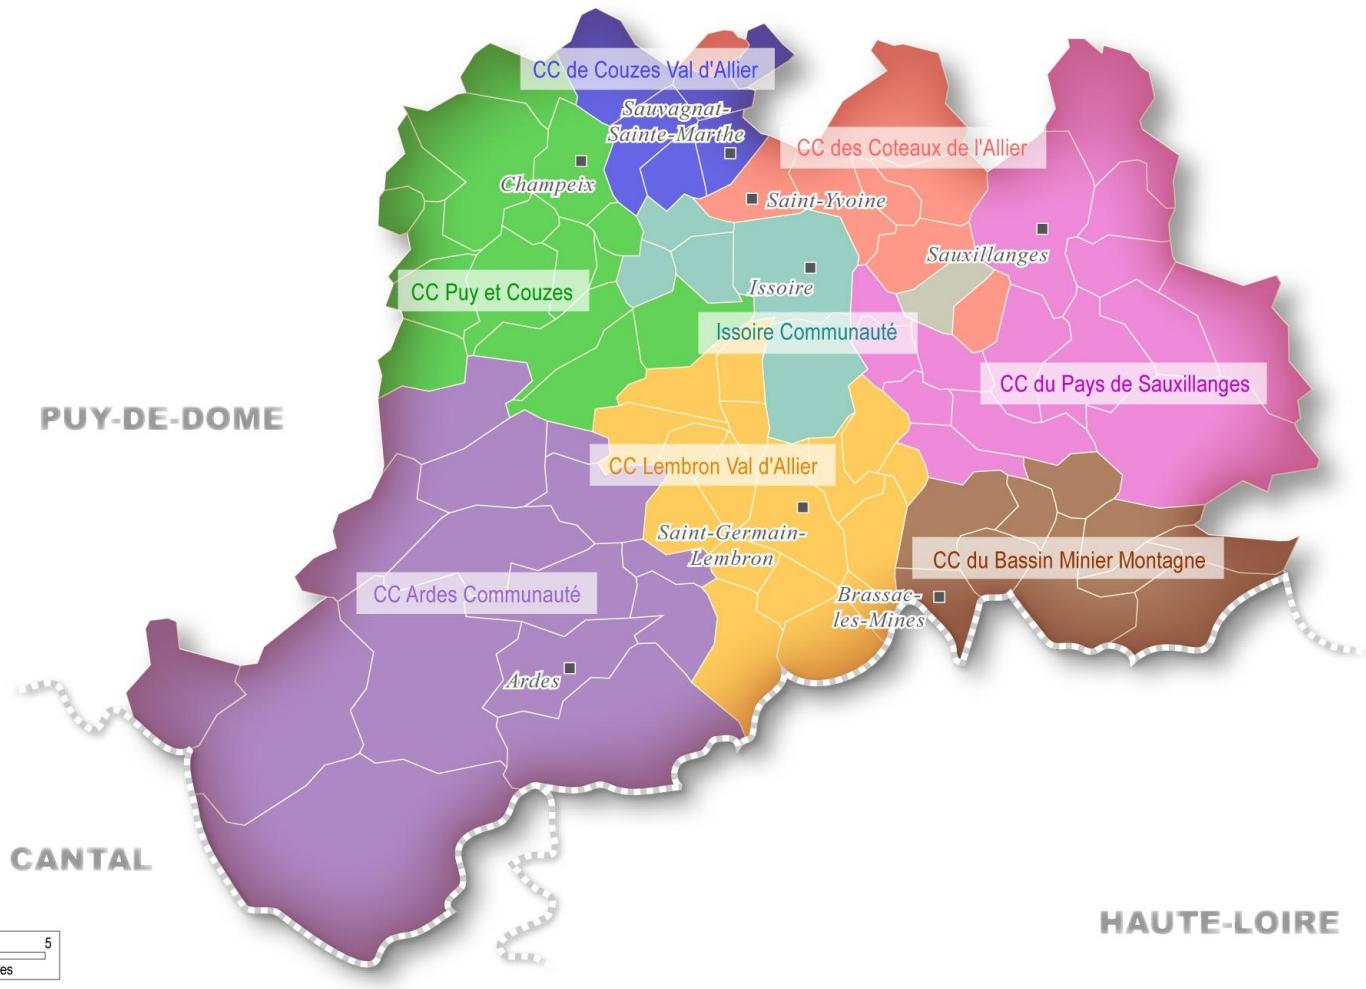 CC de Couzes Val d'Allier
Sauvagnat-
Sainte-Marthe
CC des Coteaux de l'Allier
Champeix
Saint-Yvoine
Sauxillanges
CC Puy et Couzes
Issoire
Issoire Communauté
CC du Pays de Sauxillanges
PUY-DE-DOME
CC Lembron Val d'Allier
Saint-Germain-
Lembron
CC du Bassin Minier Montagne
CC Ardes Communauté
Brassac-
les-Mines
Ardes
CANTAL
HAUTE-LOIRE
5